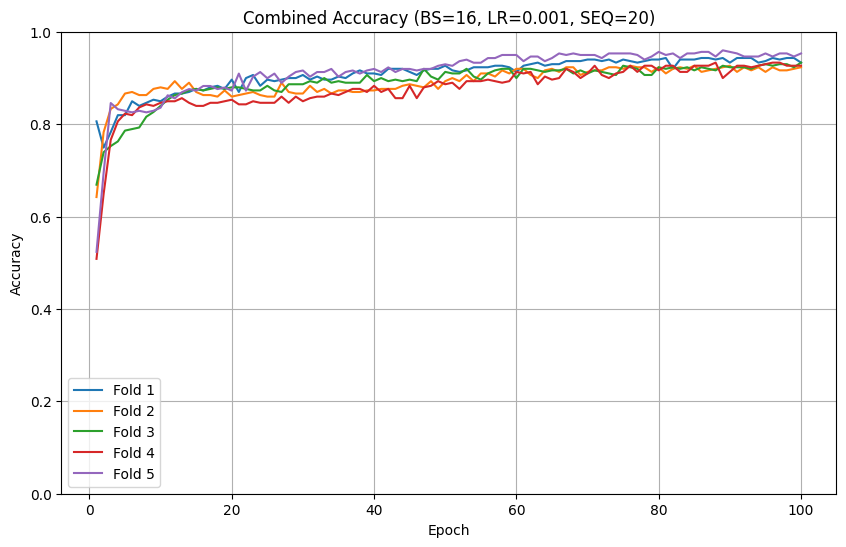 Combined Accuracy (BS=16, LR=0.001, SEQ=20)
1.0
0.8
0.6
0.4
0.2
0.0
Accuracy
Fold 1
Fold 2
Fold 3
Fold 4
Fold 5
0 20 40 60 80 100
Epoch